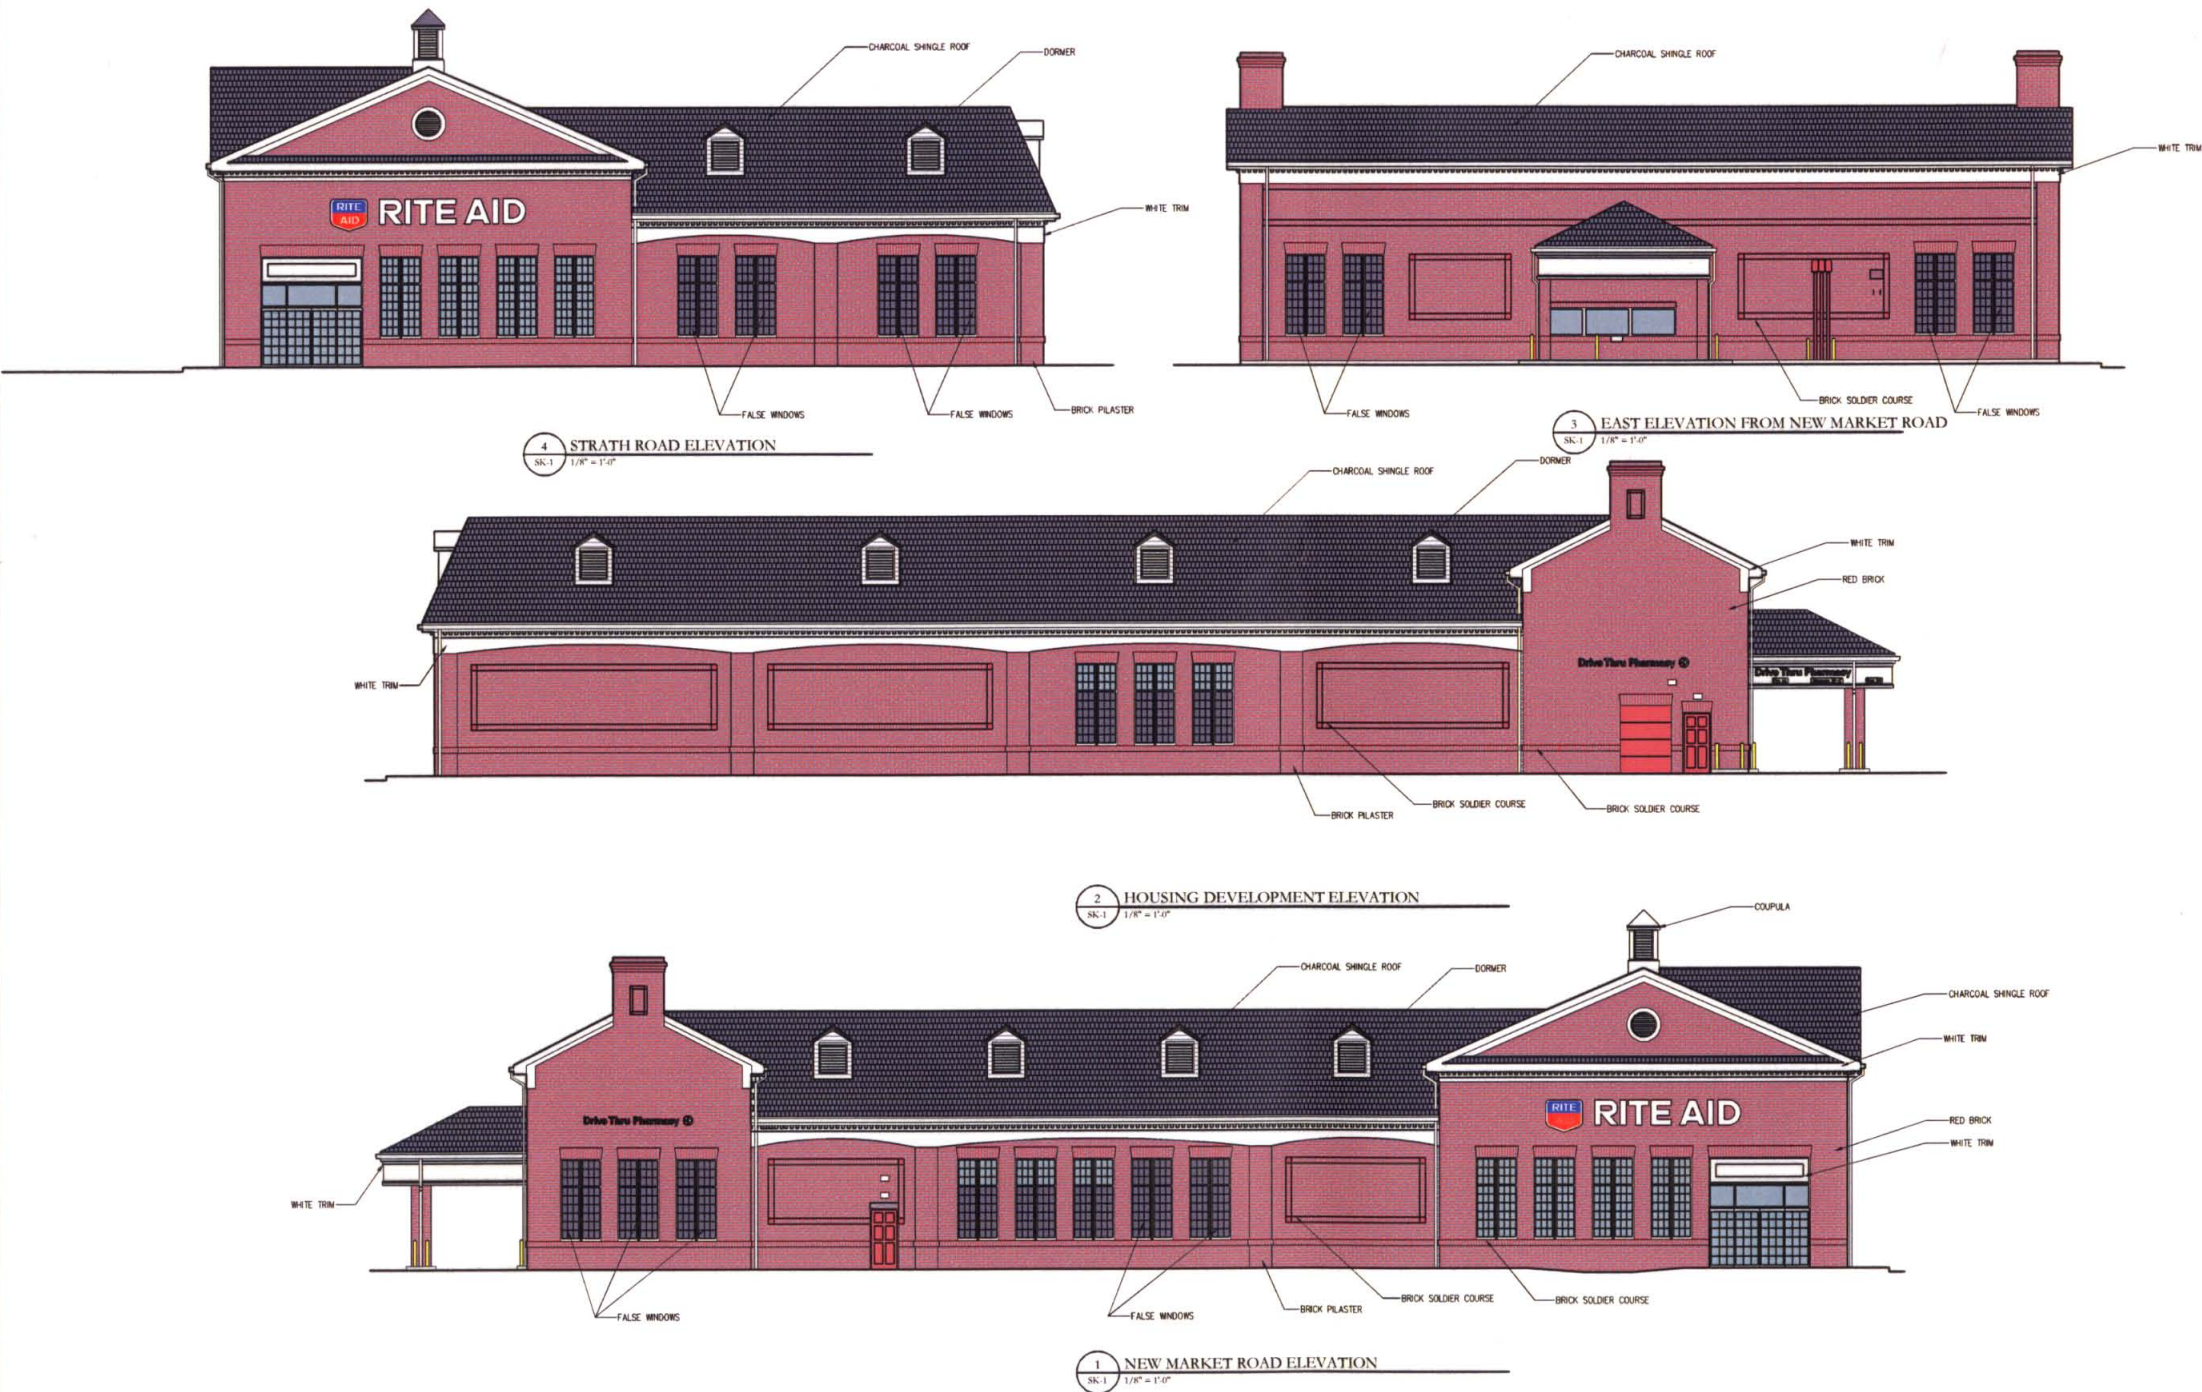 CHARCOAL SHINGLE ROOF
DORMER
RITE
AID
RITE AID
WHITE TRIM
FALSE WINDOWS
FALSE WINDOWS
BRICK PILASTER
4
SK-1
STRATH ROAD ELEVATION
1/8" = 1'-0"
CHARCOAL SHINGLE ROOF
WHITE TRIM
FALSE WINDOWS
BRICK SOLDIER COURSE
FALSE WINDOWS
3
SK-1
EAST ELEVATION FROM NEW MARKET ROAD
1/8" = 1'-0"
CHARCOAL SHINGLE ROOF
DORMER
WHITE TRIM
RED BRICK
Drive Thru Pharmacy
Drive Thru Pharmacy
WHITE TRIM
BRICK SOLDIER COURSE
BRICK SOLDIER COURSE
BRICK PILASTER
2
SK-1
HOUSING DEVELOPMENT ELEVATION
1/8" = 1'-0"
COUPULA
CHARCOAL SHINGLE ROOF
DORMER
CHARCOAL SHINGLE ROOF
WHITE TRIM
Drive Thru Pharmacy
RITE
AID
RITE AID
RED BRICK
WHITE TRIM
WHITE TRIM
FALSE WINDOWS
FALSE WINDOWS
BRICK PILASTER
BRICK SOLDIER COURSE
BRICK SOLDIER COURSE
1
SK-1
NEW MARKET ROAD ELEVATION
1/8" = 1'-0"